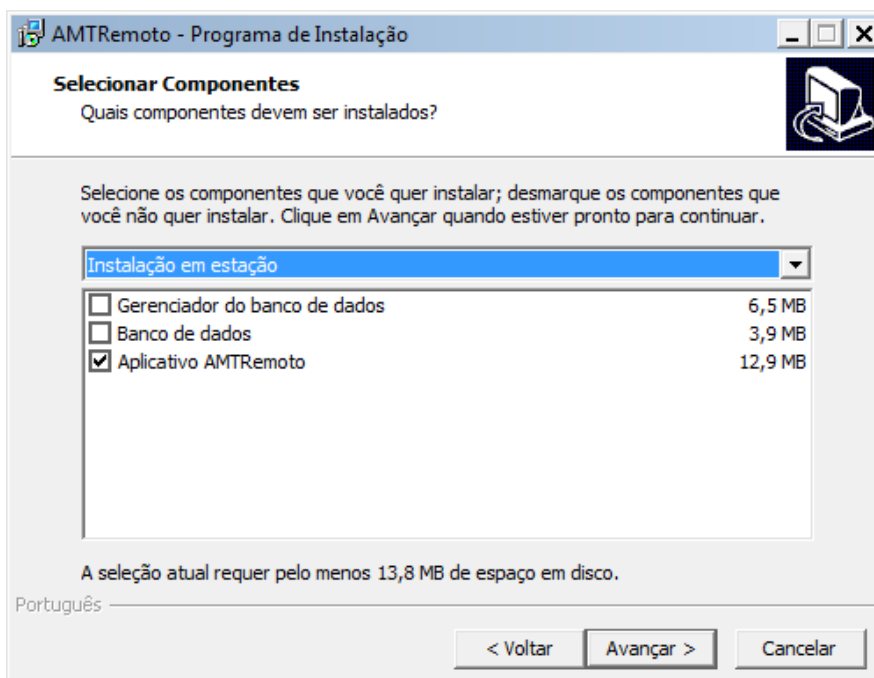 AMTRemoto - Programa de Instalação
Selecionar Componentes
Quais componentes devem ser instalados?
Selecione os componentes que você quer instalar; desmarque os componentes que
você não quer instalar. Clique em Avançar quando estiver pronto para continuar.
Instalação em estação
Gerenciador do banco de dados 6,5 MB
Banco de dados 3,9 MB
Aplicativo AMTRemoto 12,9 MB
A seleção atual requer pelo menos 13,8 MB de espaço em disco.
Português
< Voltar Avançar > Cancelar